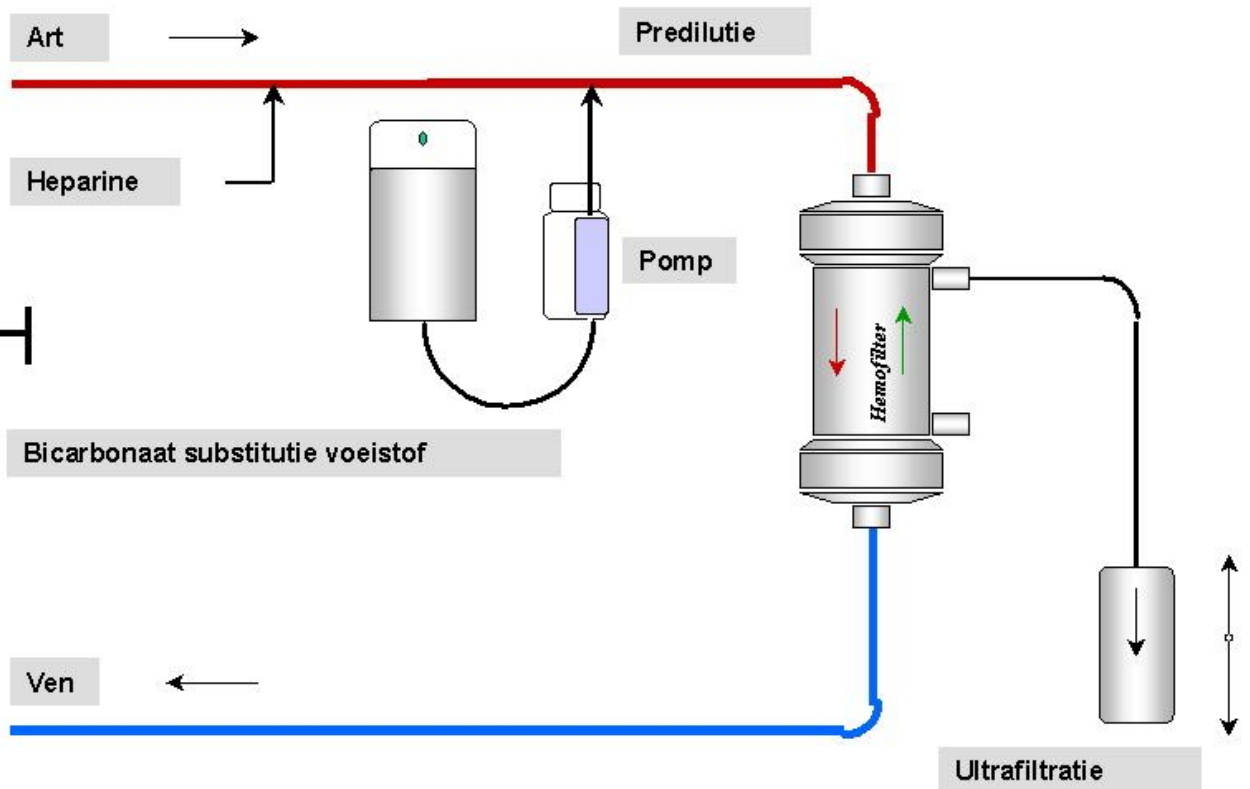 Art
Predilutie
Heparine
Pomp
Hemofilter
Bicarbonaat substitutie voeistof
Ven
Ultrafiltratie